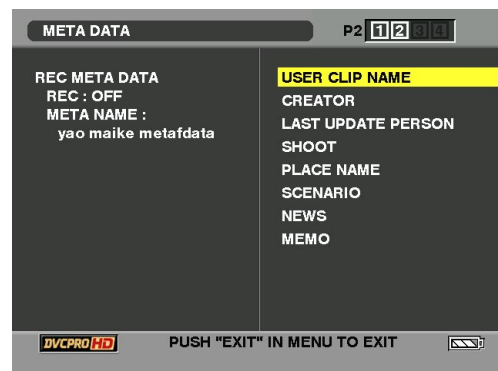 META DATA
P2 1 2 3 4
REC META DATA
REC : OFF
META NAME :
yao maike metafdata
USER CLIP NAME
CREATOR
LAST UPDATE PERSON
SHOOT
PLACE NAME
SCENARIO
NEWS
MEMO
DVCPRO HD
PUSH "EXIT" IN MENU TO EXIT